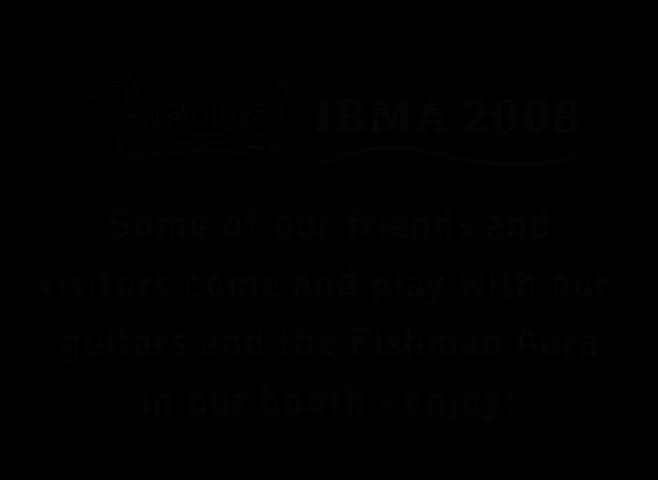 IBMA 2008
Some of our friends and
visitors come and play with our
guitars and the Fishman Aura
in our booth - enjoy!